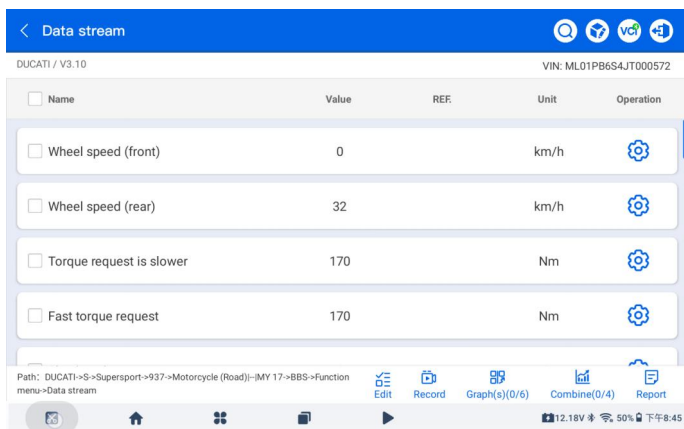 Data stream
VCI
DUCATI / V3.10
VIN: ML01PB6S4JT000572
Name Value REF. Unit Operation
Wheel speed (front) 0 km/h
Wheel speed (rear) 32 km/h
Torque request is slower 170 Nm
Fast torque request 170 Nm
Path: DUCATI->S->Supersport->937->Motorcycle (Road)|--|MY 17->BBS->Function
menu->Data stream
Edit Record Graph(s)(0/6) Combine(0/4) Report
12.18V 50% 下午8:45